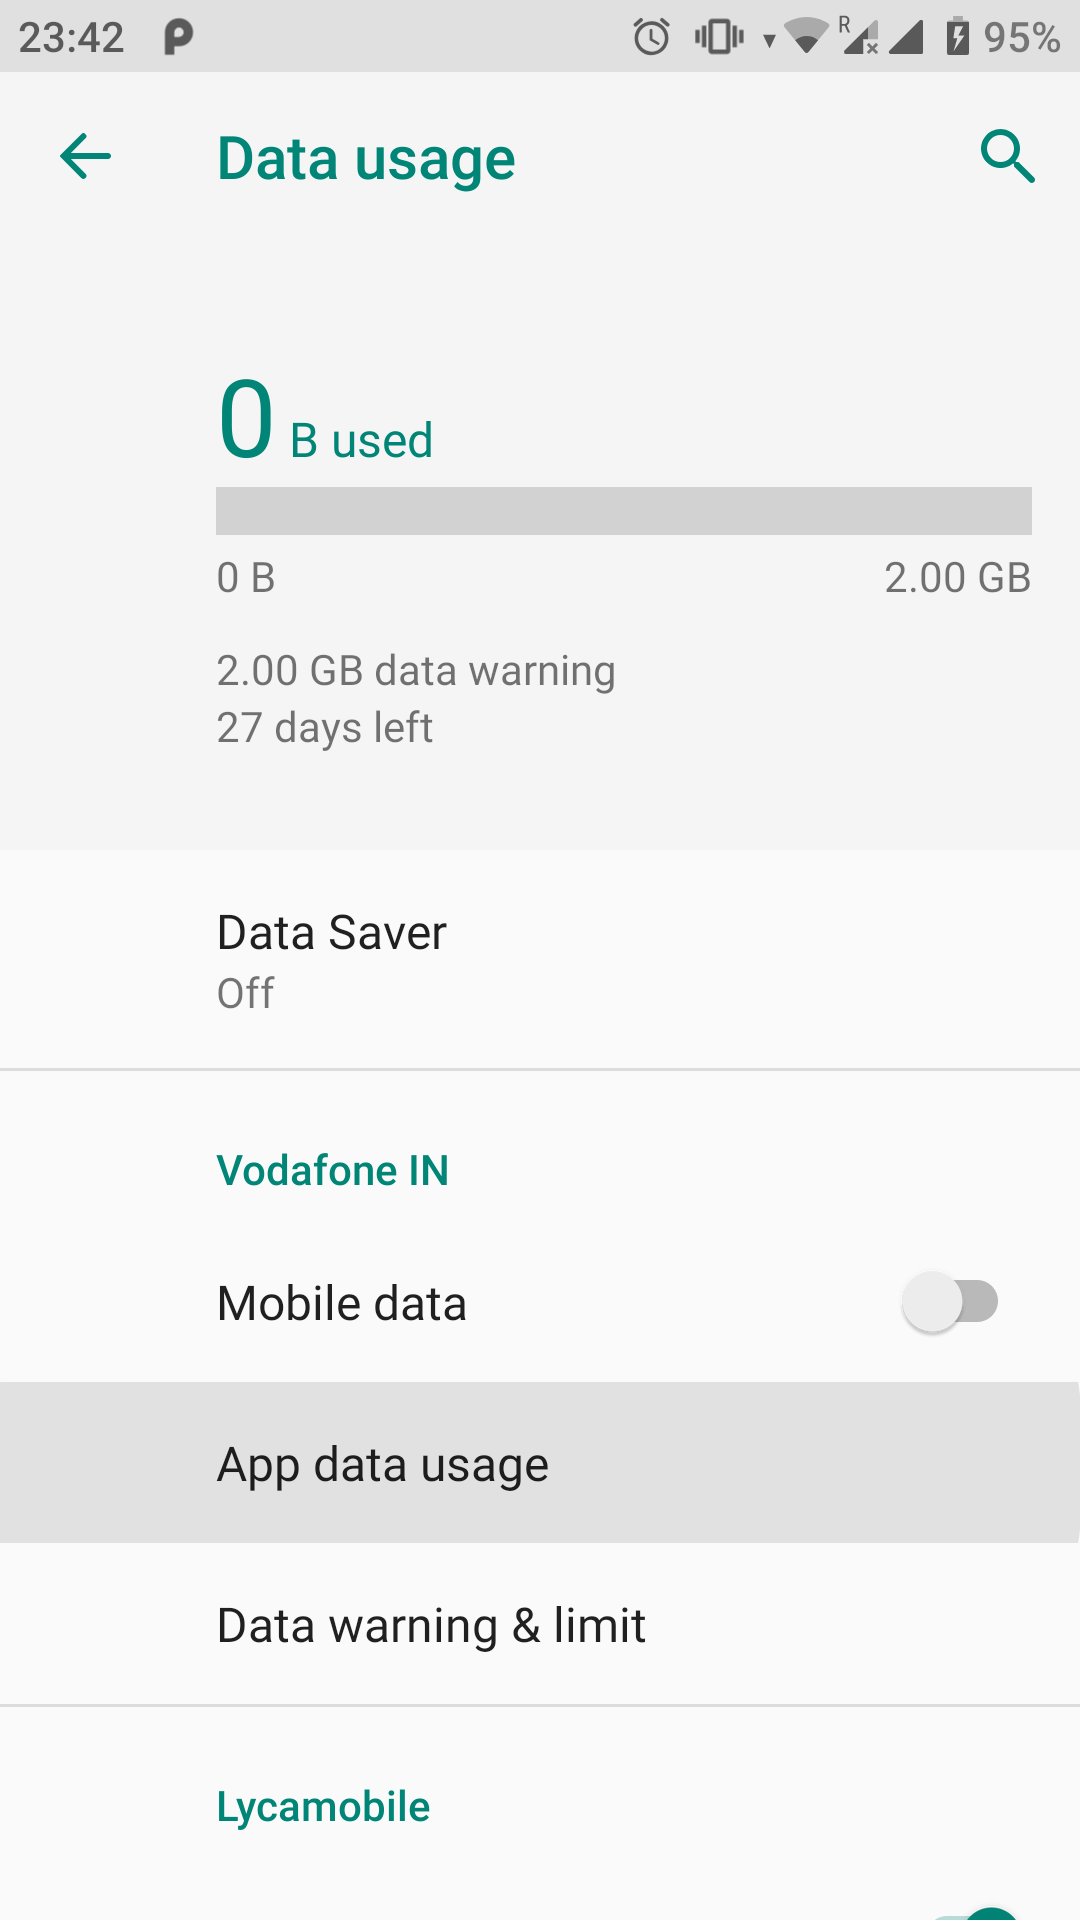 23:42 R 95%
Data usage
0 B used
0 B 2.00 GB
2.00 GB data warning
27 days left
Data Saver
Off
Vodafone IN
Mobile data
App data usage
Data warning & limit
Lycamobile